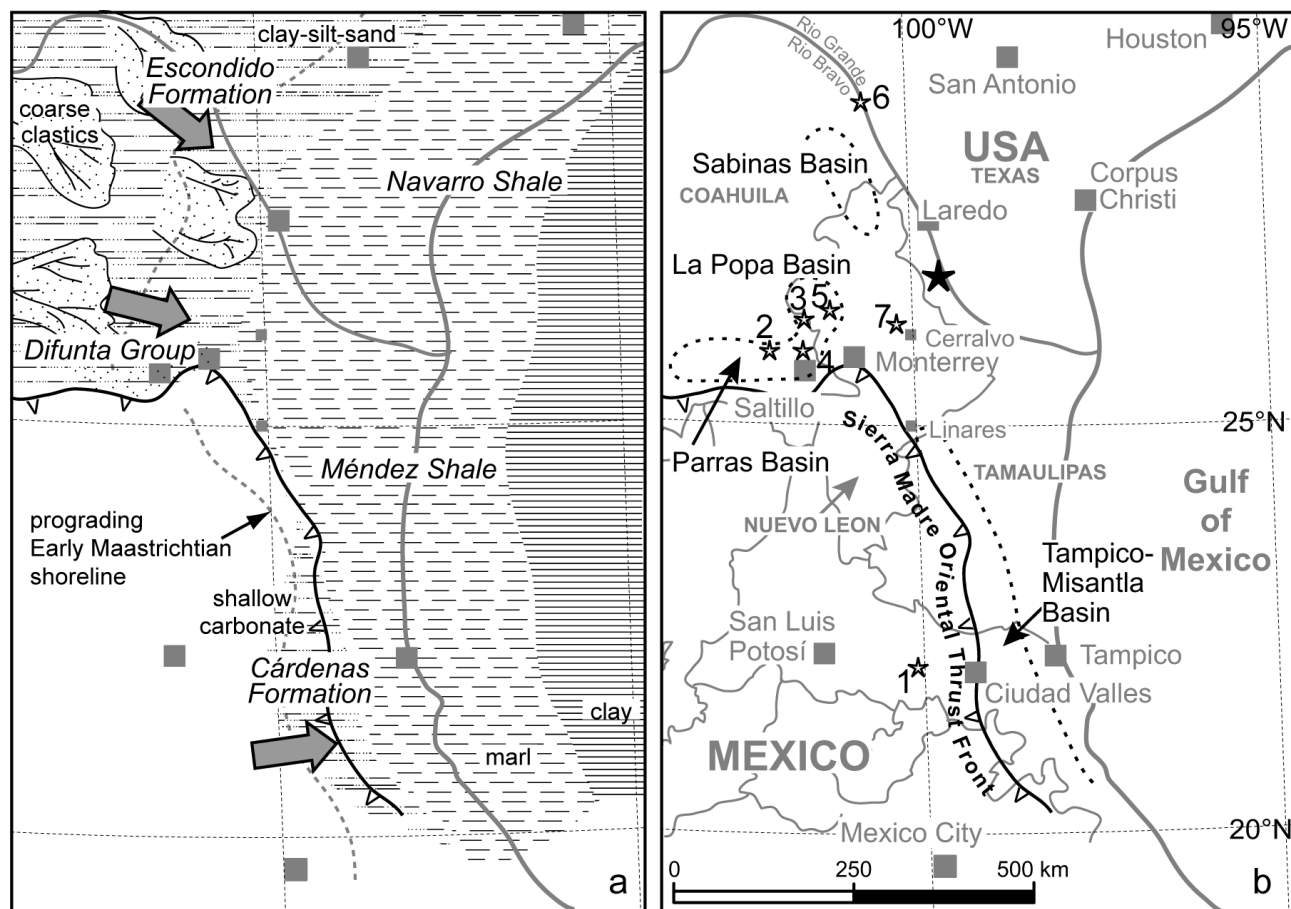 clay-silt-sand
Escondido
Formation
coarse
clastics
Navarro Shale
Difunta Group
Méndez Shale
prograding
Early Maastrichtian
shoreline
shallow
carbonate
Cárdenas
Formation
clay
marl
a
100°W
95°W
Rio Grande
Rio Bravo
Houston
San Antonio
6
USA
TEXAS
Sabinas Basin
COAHUILA
Corpus
Christi
Laredo
La Popa Basin
3
5
2
7
4
Cerralvo
Monterrey
Saltillo
25°N
Linares
Parras Basin
Sierra Madre Oriental Thrust Front
TAMAULIPAS
NUEVO LEON
Gulf
of
Mexico
Tampico-
Misantla
Basin
San Luis
Potosí
Tampico
1
Ciudad Valles
MEXICO
20°N
Mexico City
0
250
500 km
b